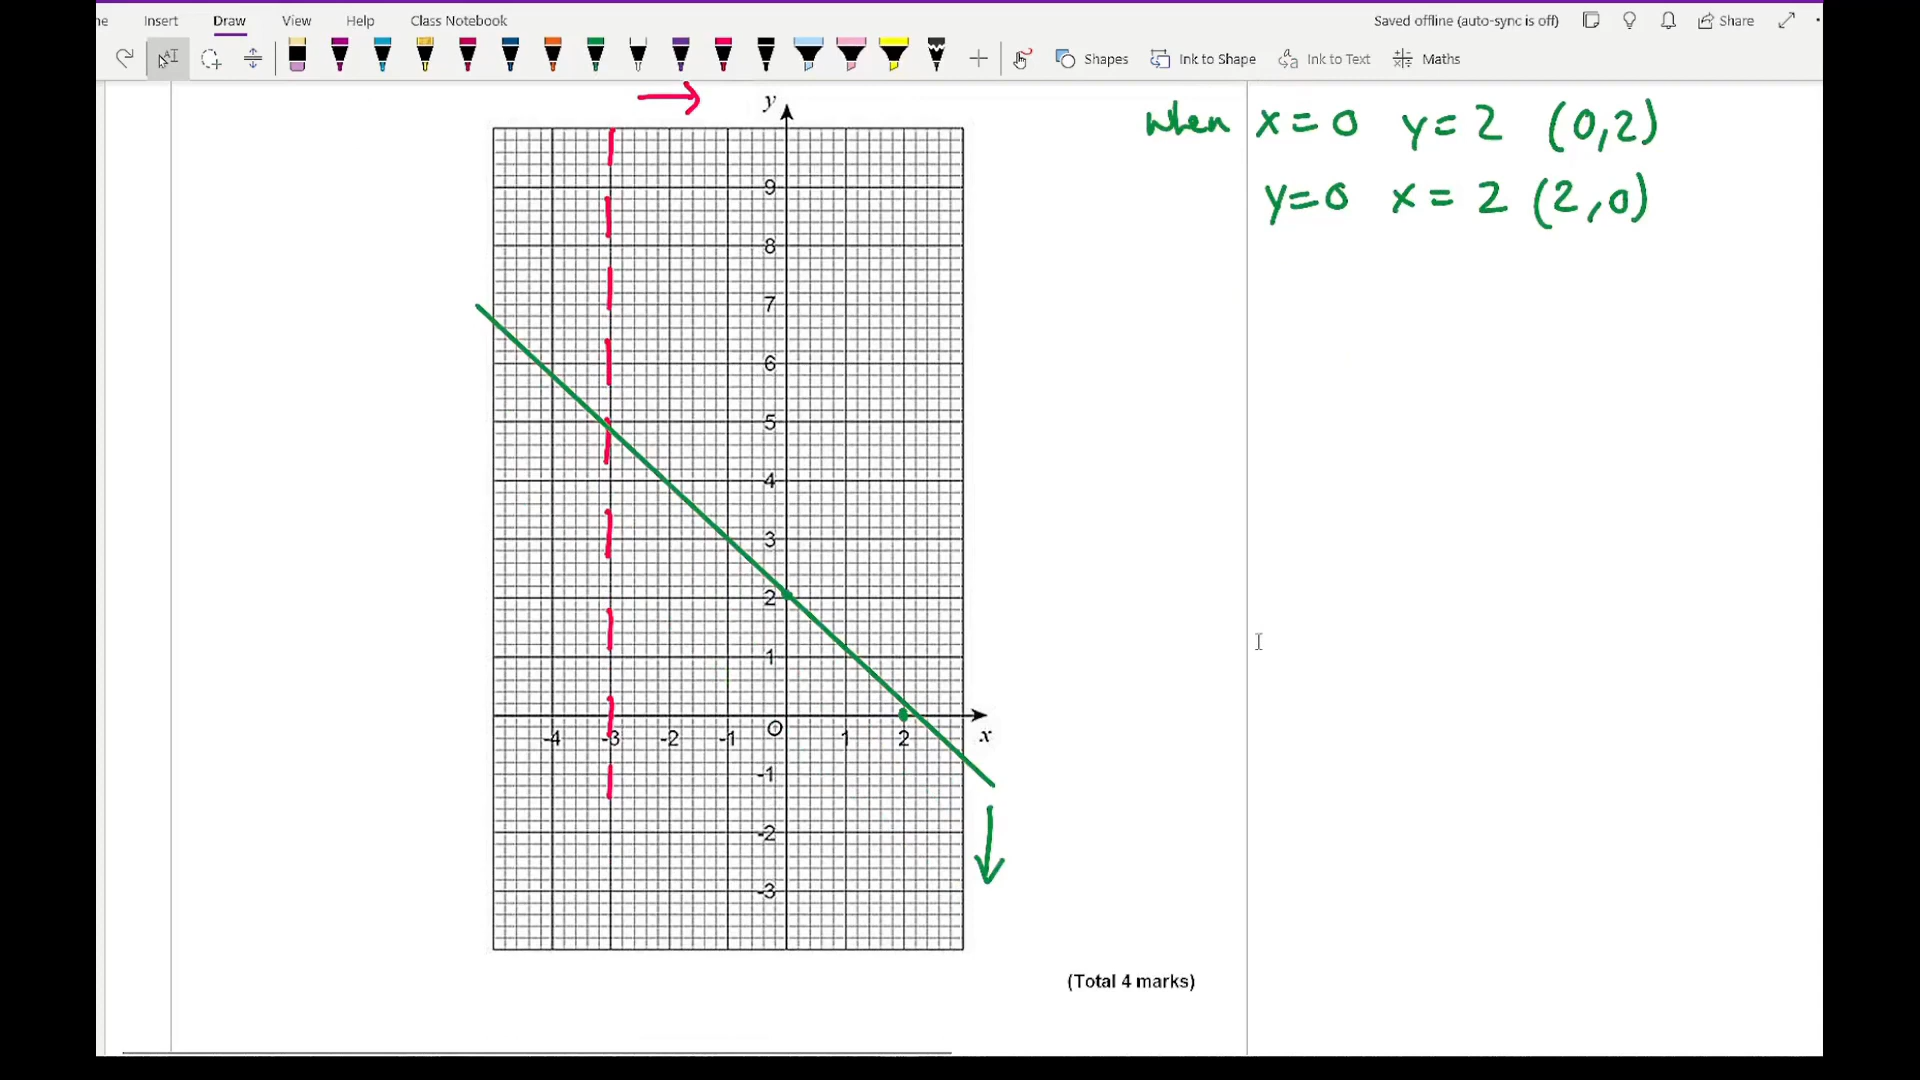 ne Insert Draw View Help Class Notebook Saved offline (auto-sync is off) Share
Shapes Ink to Shape Ink to Text Maths
y
When x = 0 y = 2 (0,2)
y=0 x = 2 (2,0)
9
8
7
6
5
4
3
2
1
O
-4 -3 -2 -1 1 2 x
-1
-2
-3
(Total 4 marks)